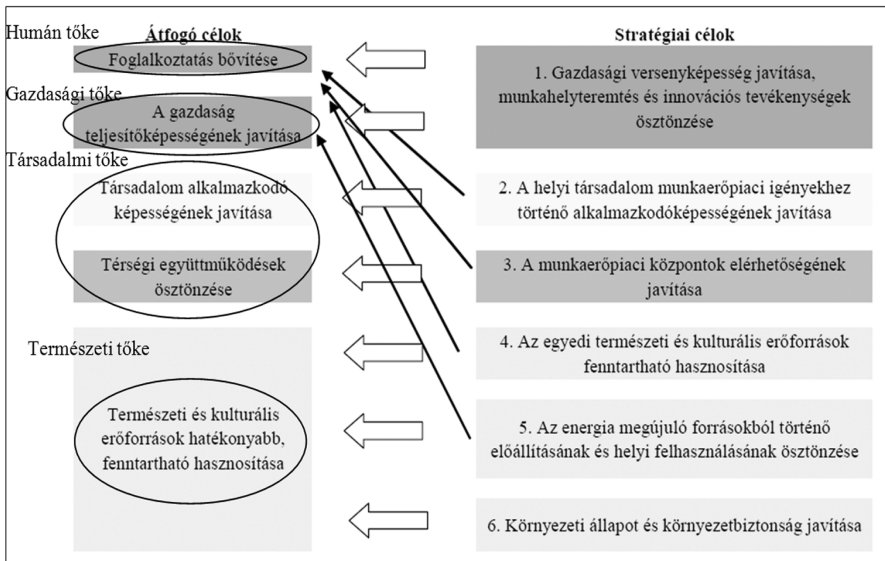 Humán tőke
Átfogó célok
Foglalkoztatás bővítése
Gazdasági tőke
A gazdaság
teljesítőképességének javítása
Társadalmi tőke
Társadalom alkalmazkodó
képességének javítása
Térségi együttműködések
ösztönzése
Természeti tőke
Természeti és kulturális
erőforrások hatékonyabb,
fenntartható hasznosítása
Stratégiai célok
1. Gazdasági versenyképesség javítása,
munkahelyteremtés és innovációs tevékenységek
ösztönzése
2. A helyi társadalom munkaerőpiaci igényekhez
történő alkalmazkodóképességének javítása
3. A munkaerőpiaci központok elérhetőségének
javítása
4. Az egyedi természeti és kulturális erőforrások
fenntartható hasznosítása
5. Az energia megújuló forrásokból történő
előállításának és helyi felhasználásának ösztönzése
6. Környezeti állapot és környezetbiztonság javítása